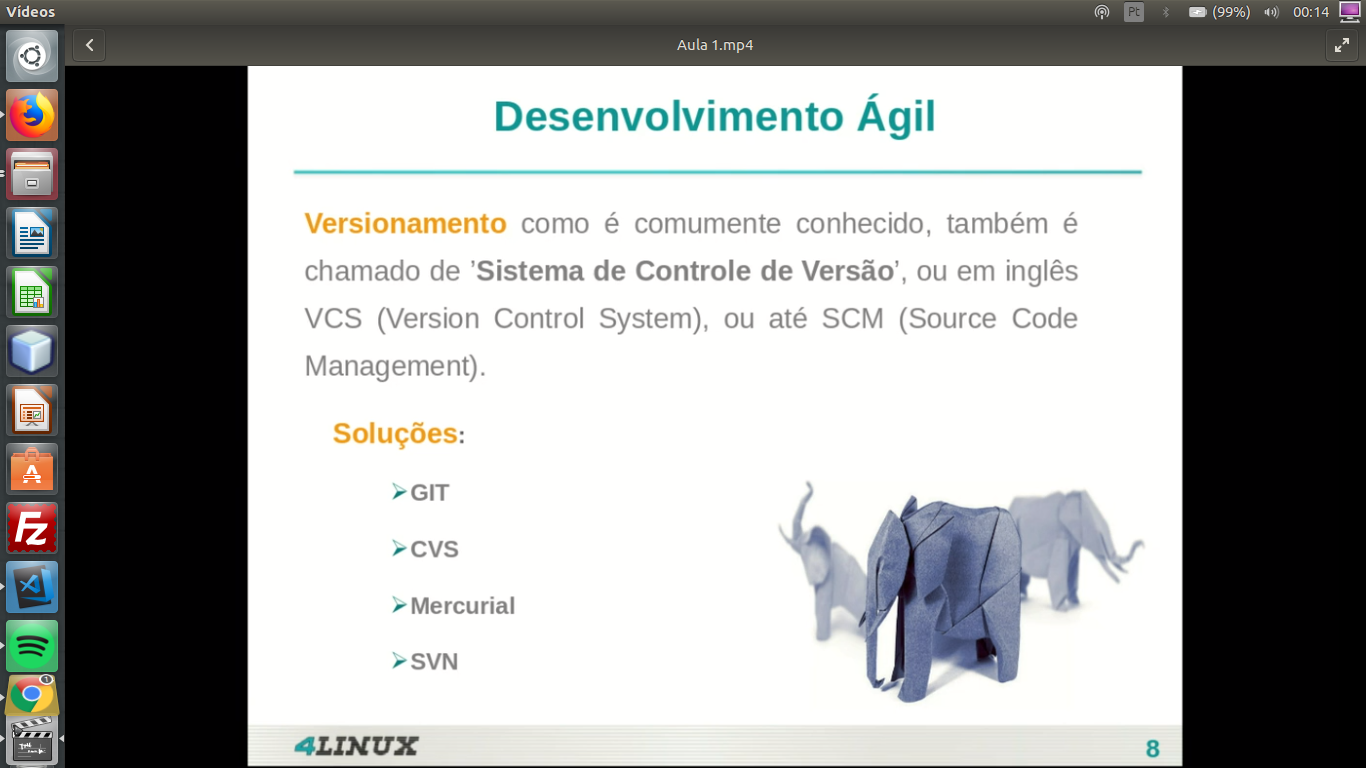 Vídeos
Pt
(99%)
00:14
Aula 1.mp4
Desenvolvimento Ágil
Versionamento como é comumente conhecido, também é
chamado de ’Sistema de Controle de Versão’, ou em inglês
VCS (Version Control System), ou até SCM (Source Code
Management).
Soluções:
GIT
CVS
Mercurial
SVN
4LINUX
8
A
FZ
1